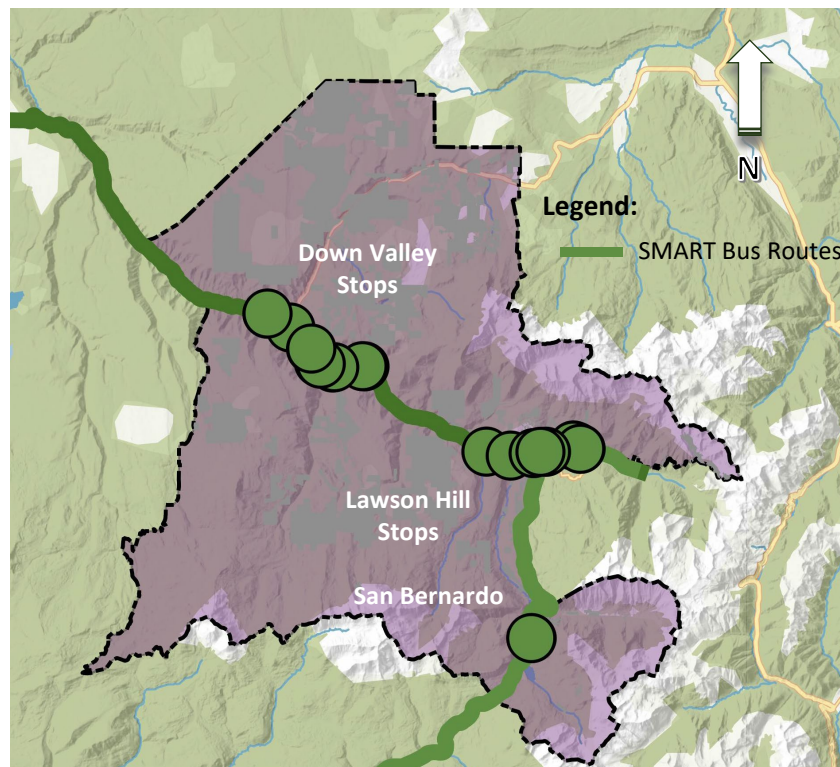 N
Legend:
SMART Bus Routes
Down Valley
Stops
Lawson Hill
Stops
San Bernardo